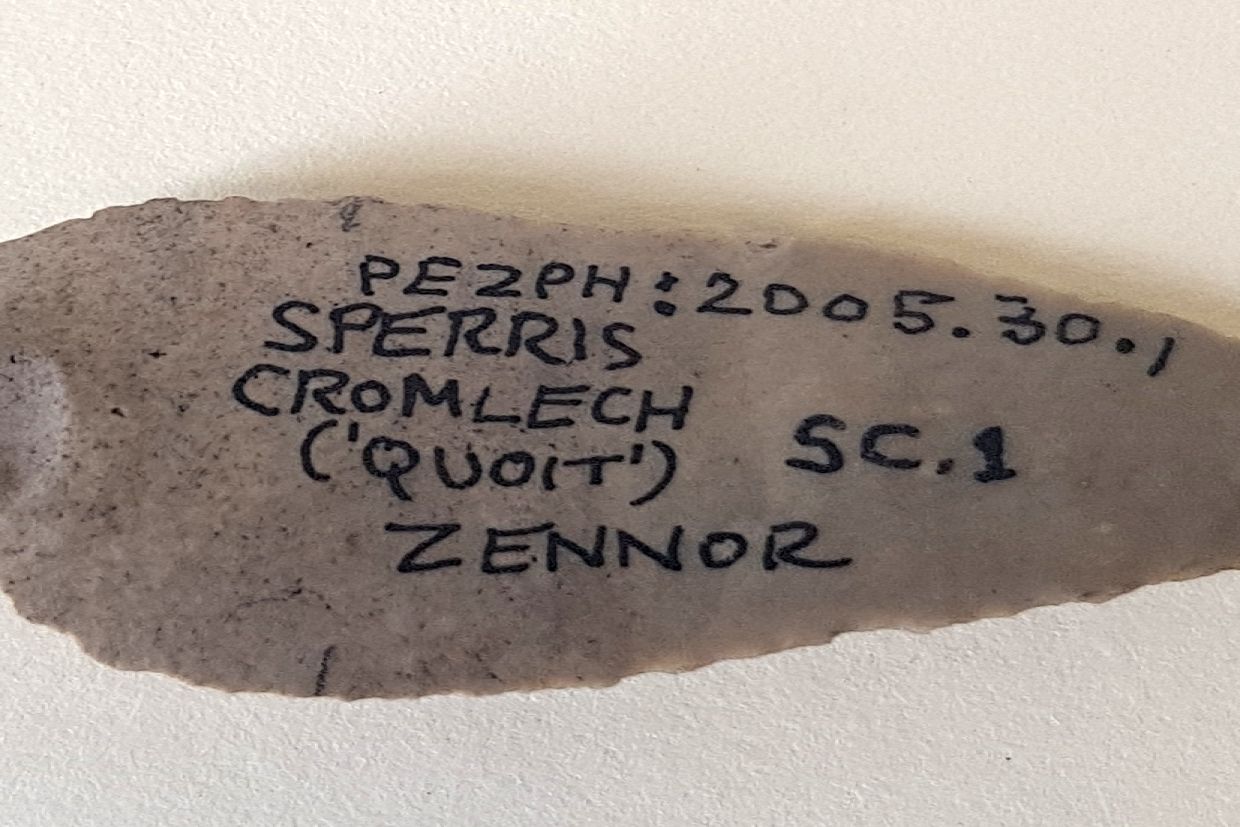 PEZPH:2005.30.1
SPERRIS
CROMLECH
('QUOIT') SC.1
ZENNOR